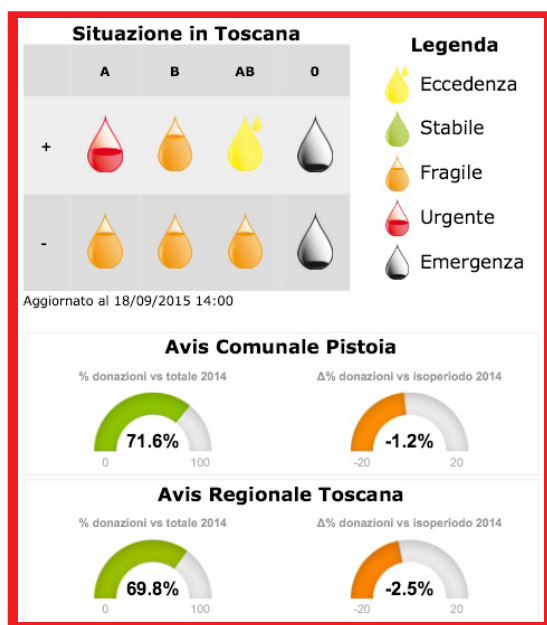 Situazione in Toscana
A B AB 0
+
-
Aggiornato al 18/09/2015 14:00
Legenda
Eccedenza
Stabile
Fragile
Urgente
Emergenza
Avis Comunale Pistoia
% donazioni vs totale 2014
71.6%
0 100
Δ% donazioni vs isoperiodo 2014
-1.2%
-20 20
Avis Regionale Toscana
% donazioni vs totale 2014
69.8%
0 100
Δ% donazioni vs isoperiodo 2014
-2.5%
-20 20